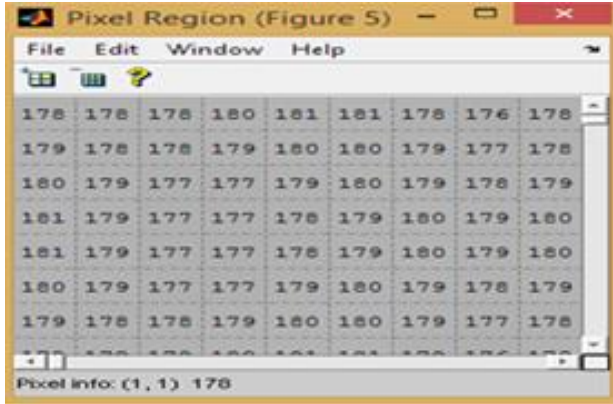 Pixel Region (Figure 5)
File Edit Window Help
178 178 178 180 181 181 178 176 178
179 178 178 179 180 180 179 177 178
180 179 177 177 179 180 179 178 179
181 179 177 177 178 179 180 179 180
181 179 177 177 178 179 180 179 180
180 179 177 177 179 180 179 178 179
179 178 178 179 180 180 179 177 178
Pixel info: (1, 1) 178